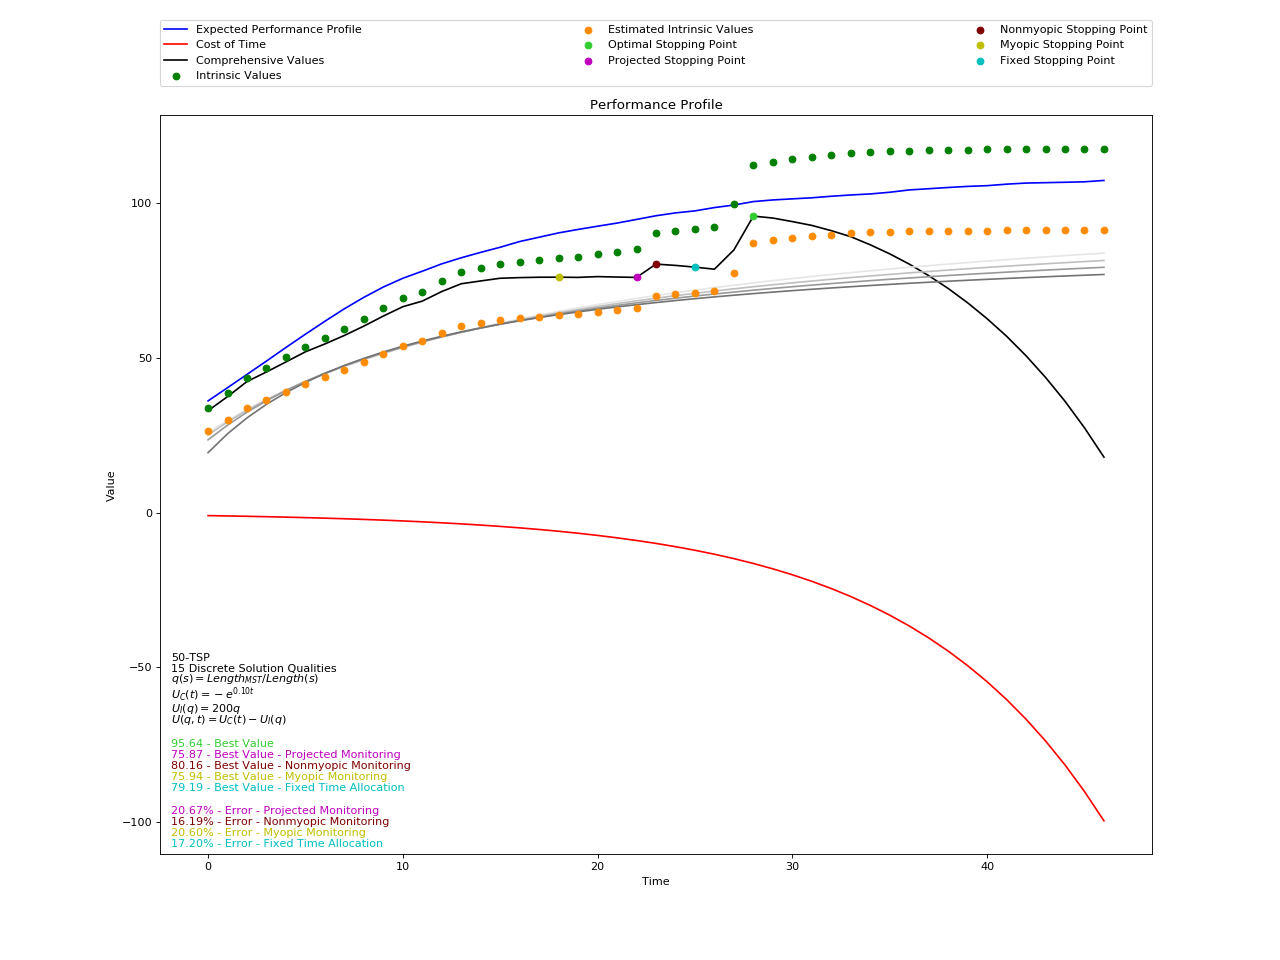 Expected Performance Profile
Cost of Time
Comprehensive Values
Intrinsic Values
Estimated Intrinsic Values
Optimal Stopping Point
Projected Stopping Point
Nonmyopic Stopping Point
Myopic Stopping Point
Fixed Stopping Point
Performance Profile
Value
100
50
0
−50
−100
50-TSP
15 Discrete Solution Qualities
q(s) = Length_{MST}/Length(s)
U_C(t) = −e^{0.10t}
U_I(q) = 200q
U(q, t) = U_C(t) − U_I(q)
95.64 - Best Value
75.87 - Best Value - Projected Monitoring
80.16 - Best Value - Nonmyopic Monitoring
75.94 - Best Value - Myopic Monitoring
79.19 - Best Value - Fixed Time Allocation
20.67% - Error - Projected Monitoring
16.19% - Error - Nonmyopic Monitoring
20.60% - Error - Myopic Monitoring
17.20% - Error - Fixed Time Allocation
0 10 20 30 40
Time